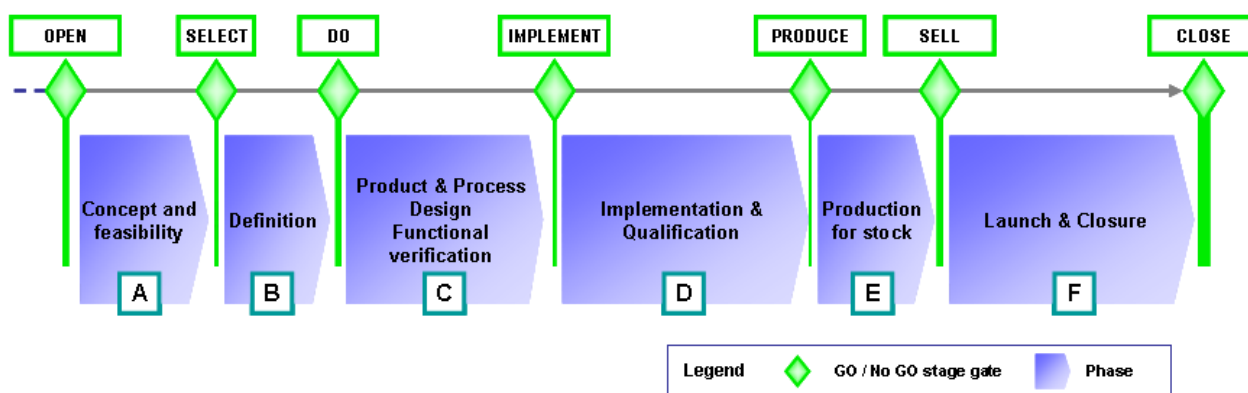 OPEN
SELECT
DO
IMPLEMENT
PRODUCE
SELL
CLOSE
Concept and
feasibility
A
Definition
B
Product & Process
Design
Functional
verification
C
Implementation &
Qualification
D
Production
for stock
E
Launch & Closure
F
Legend
GO / No GO stage gate
Phase